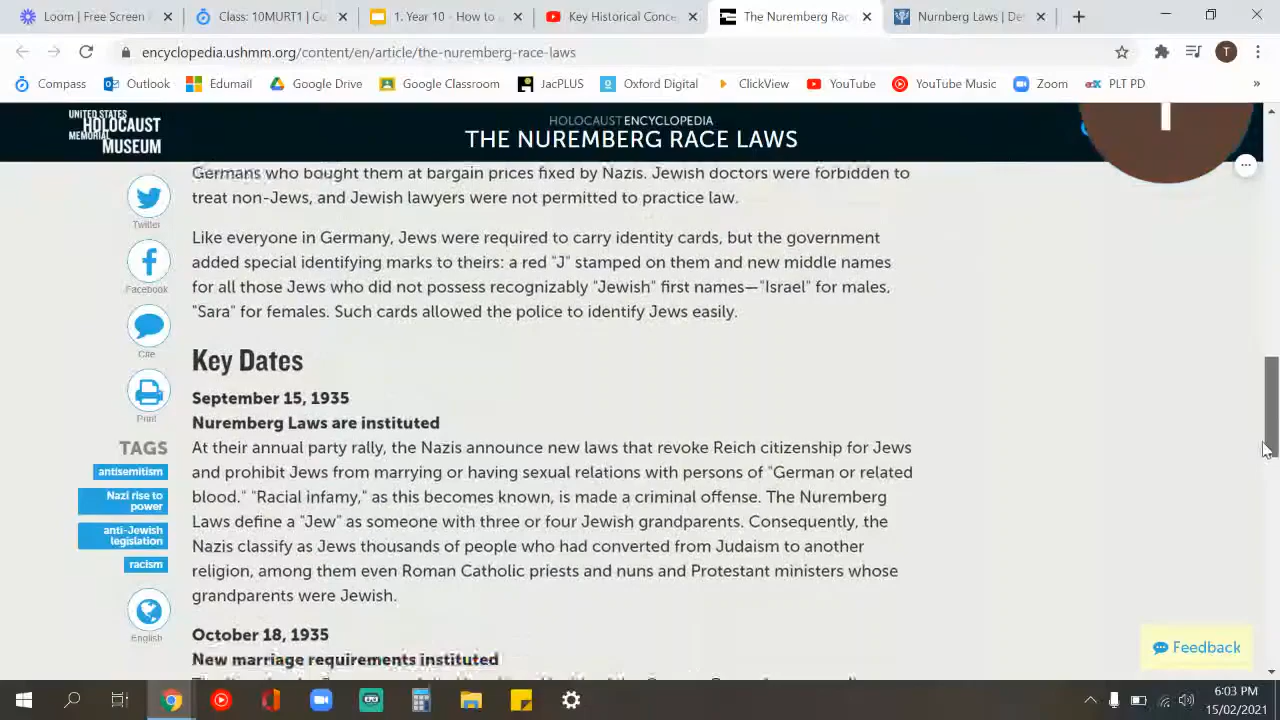 Loom | Free Screen
Class: 10MURTH | Co
1. Year 10 - How to u
Key Historical Conce
The Nuremberg Rac
Nurnberg Laws | De
encyclopedia.ushmm.org/content/en/article/the-nuremberg-race-laws
T
Compass
Outlook
Edumail
Google Drive
Google Classroom
JacPLUS
Oxford Digital
ClickView
YouTube
YouTube Music
Zoom
PLT PD
UNITED STATES
HOLOCAUST
MEMORIAL
MUSEUM
HOLOCAUST ENCYCLOPEDIA
THE NUREMBERG RACE LAWS
Germans who bought them at bargain prices fixed by Nazis. Jewish doctors were forbidden to
treat non-Jews, and Jewish lawyers were not permitted to practice law.
Like everyone in Germany, Jews were required to carry identity cards, but the government
added special identifying marks to theirs: a red "J" stamped on them and new middle names
for all those Jews who did not possess recognizably "Jewish" first names—"Israel" for males,
"Sara" for females. Such cards allowed the police to identify Jews easily.
Key Dates
September 15, 1935
Nuremberg Laws are instituted
At their annual party rally, the Nazis announce new laws that revoke Reich citizenship for Jews
and prohibit Jews from marrying or having sexual relations with persons of "German or related
blood." "Racial infamy," as this becomes known, is made a criminal offense. The Nuremberg
Laws define a "Jew" as someone with three or four Jewish grandparents. Consequently, the
Nazis classify as Jews thousands of people who had converted from Judaism to another
religion, among them even Roman Catholic priests and nuns and Protestant ministers whose
grandparents were Jewish.
October 18, 1935
New marriage requirements instituted
Twitter
Facebook
Cite
Print
TAGS
antisemitism
Nazi rise to
power
anti-Jewish
legislation
racism
English
Feedback
6:03 PM
15/02/2021